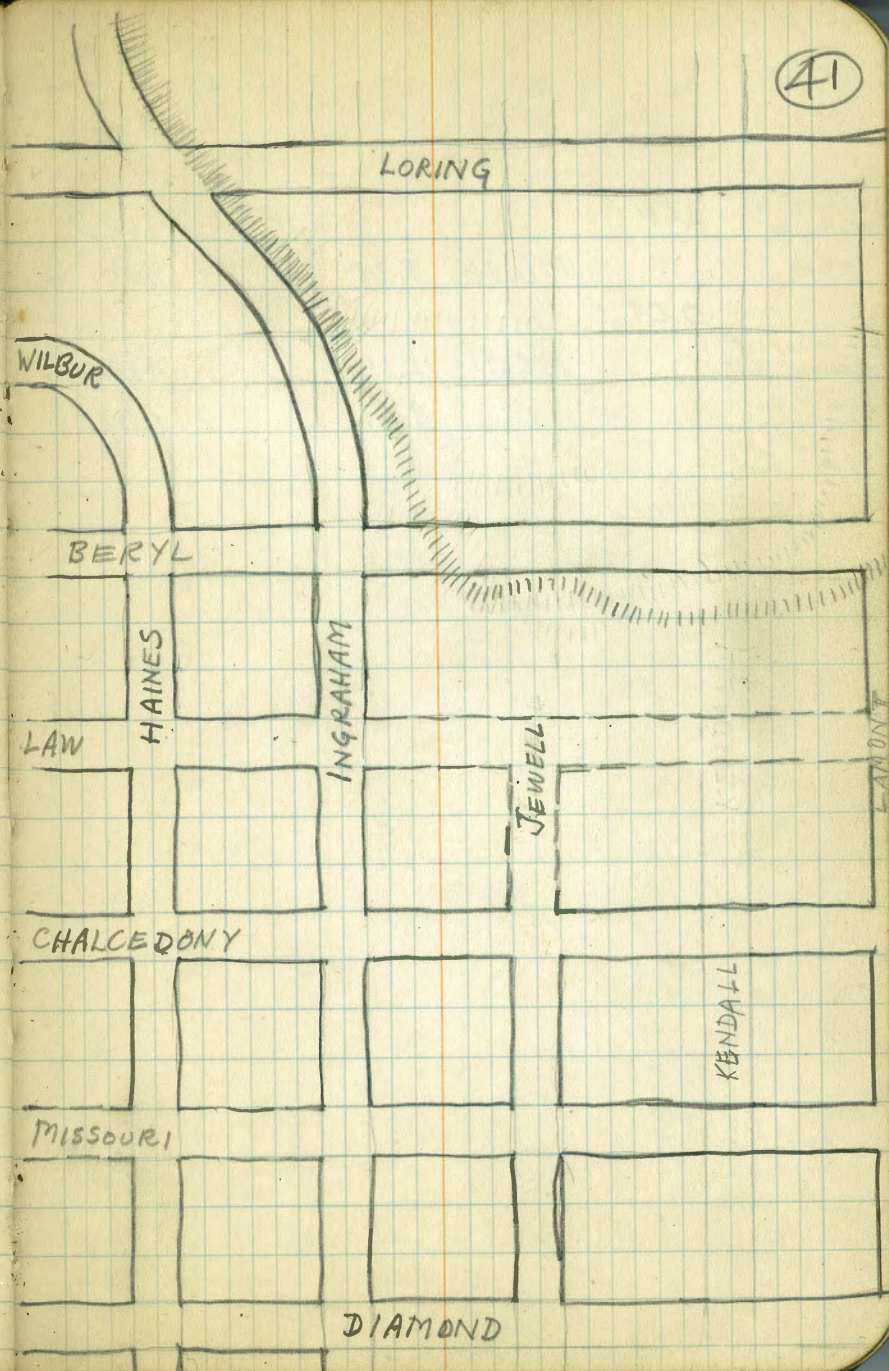 41
LORING
WILBUR
BERYL
HAINES
INGRAHAM
LAW
JEWELL
LAMONT
CHALCEDONY
KENDALL
MISSOURI
DIAMOND